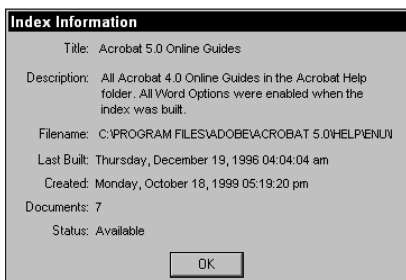 Index Information
Title: Acrobat 5.0 Online Guides
Description: All Acrobat 4.0 Online Guides in the Acrobat Help
folder. All Word Options were enabled when the
index was built.
Filename: C:\PROGRAM FILES\ADOBE\ACROBAT 5.0\HELP\ENU\
Last Built: Thursday, December 19, 1996 04:04:04 am
Created: Monday, October 18, 1999 05:19:20 pm
Documents: 7
Status: Available
OK